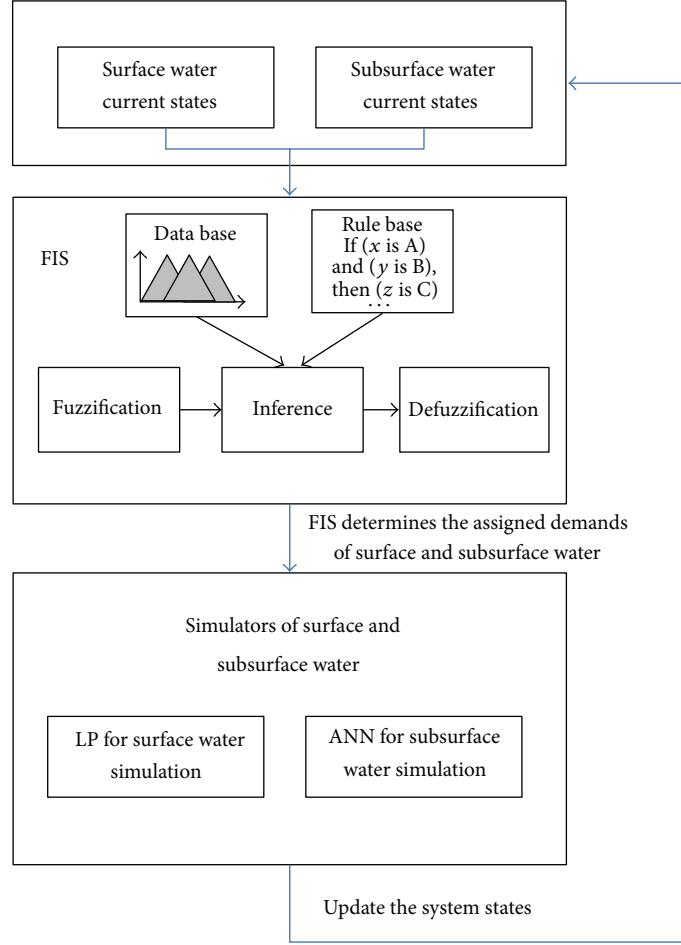 Surface water
current states
Subsurface water
current states
FIS
Data base
Rule base
If (x is A)
and (y is B),
then (z is C)
...
Fuzzification
Inference
Defuzzification
FIS determines the assigned demands
of surface and subsurface water
Simulators of surface and
subsurface water
LP for surface water
simulation
ANN for subsurface
water simulation
Update the system states